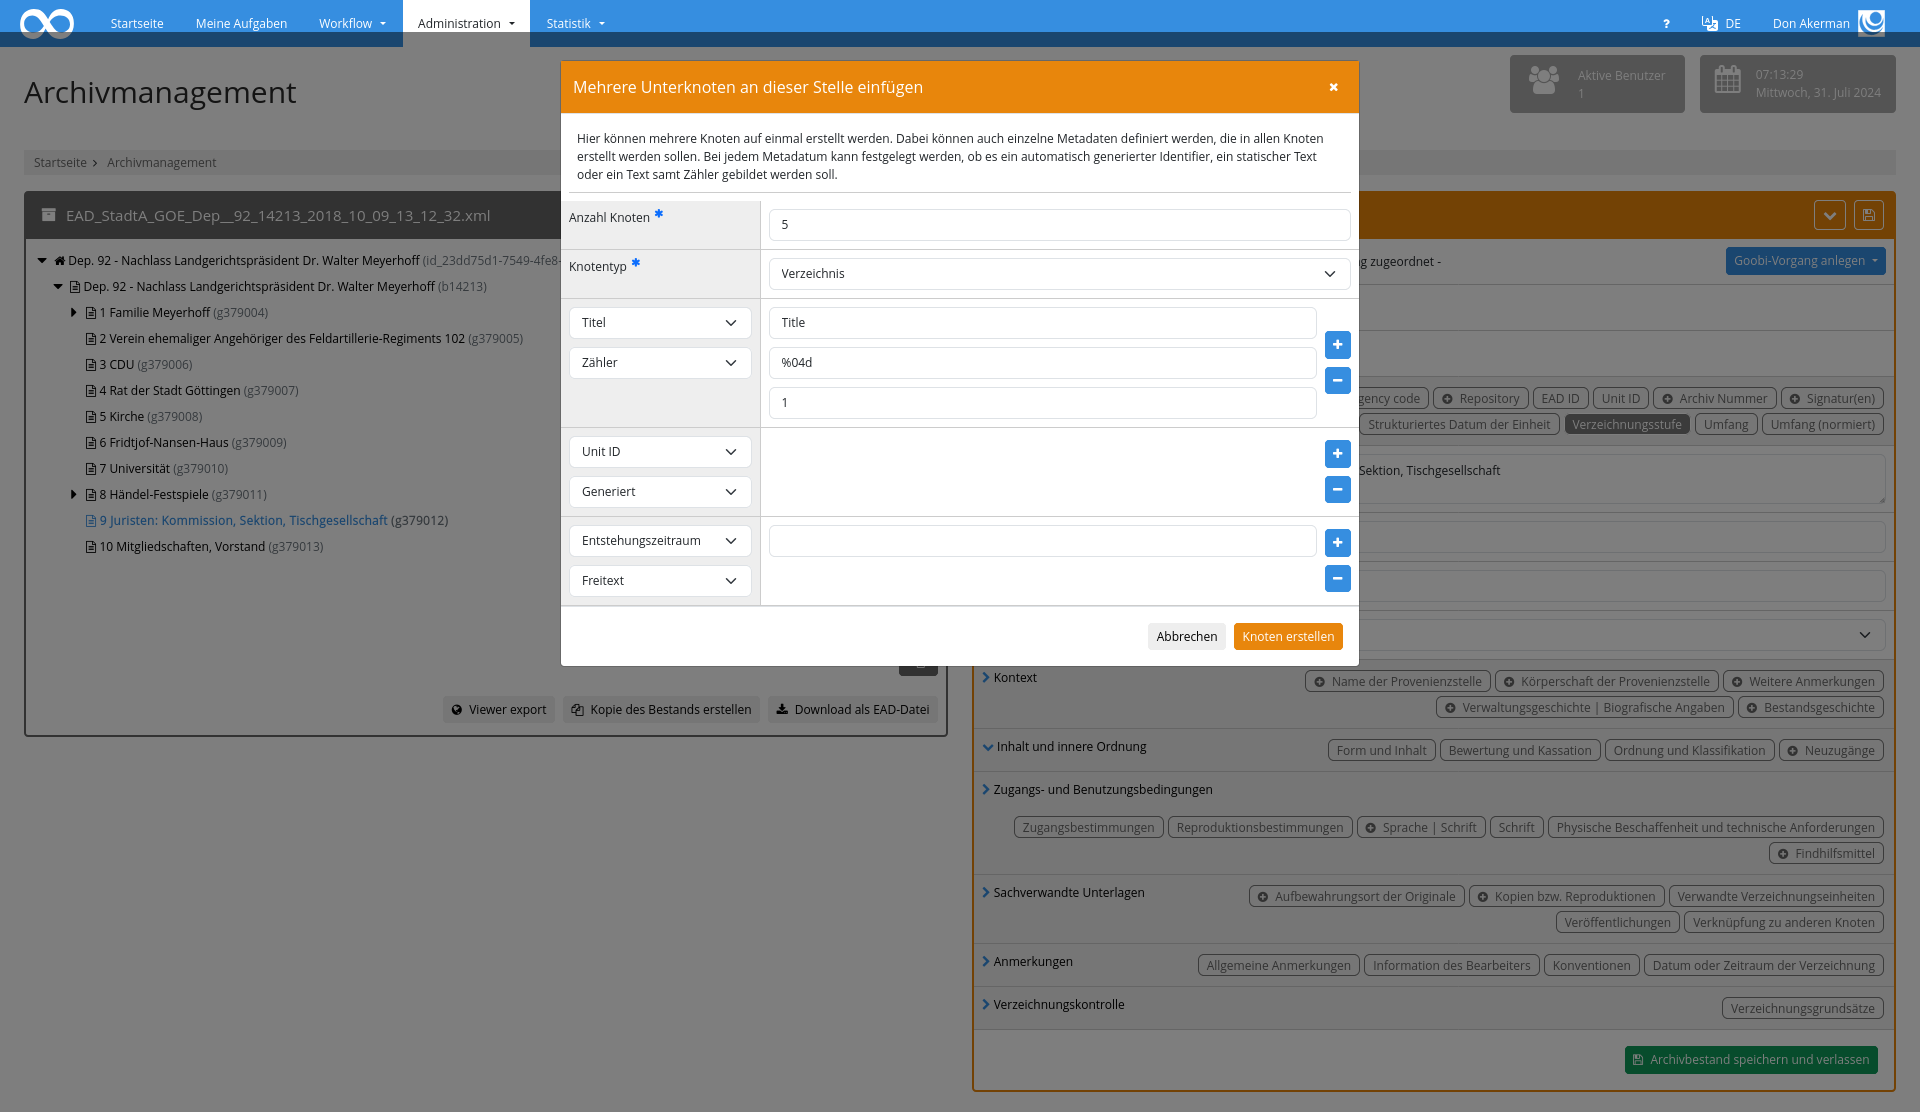 Startseite
Meine Aufgaben
Workflow
Administration
Statistik
?
DE
Don Akerman
Archivmanagement
Aktive Benutzer
1
07:13:29
Mittwoch, 31. Juli 2024
Startseite
Archivmanagement
EAD_StadtA_GOE_Dep__92_14213_2018_10_09_13_12_32.xml
Dep. 92 - Nachlass Landgerichtspräsident Dr. Walter Meyerhoff (id_23dd75d1-7549-4fe8-
Dep. 92 - Nachlass Landgerichtspräsident Dr. Walter Meyerhoff (b14213)
1 Familie Meyerhoff (g379004)
2 Verein ehemaliger Angehöriger des Feldartillerie-Regiments 102 (g379005)
3 CDU (g379006)
4 Rat der Stadt Göttingen (g379007)
5 Kirche (g379008)
6 Fridtjof-Nansen-Haus (g379009)
7 Universität (g379010)
8 Händel-Festspiele (g379011)
9 Juristen: Kommission, Sektion, Tischgesellschaft (g379012)
10 Mitgliedschaften, Vorstand (g379013)
Viewer export
Kopie des Bestands erstellen
Download als EAD-Datei
Mehrere Unterknoten an dieser Stelle einfügen
Hier können mehrere Knoten auf einmal erstellt werden. Dabei können auch einzelne Metadaten definiert werden, die in allen Knoten
erstellt werden sollen. Bei jedem Metadatum kann festgelegt werden, ob es ein automatisch generierter Identifier, ein statischer Text
oder ein Text samt Zähler gebildet werden soll.
Anzahl Knoten
5
Knotentyp
Verzeichnis
Titel
Title
Zähler
%04d
1
Unit ID
Generiert
Entstehungszeitraum
Freitext
Abbrechen
Knoten erstellen
zugeordnet -
Goobi-Vorgang anlegen
gency code
Repository
EAD ID
Unit ID
Archiv Nummer
Signatur(en)
Strukturiertes Datum der Einheit
Verzeichnungsstufe
Umfang
Umfang (normiert)
Sektion, Tischgesellschaft
Kontext
Name der Provenienzstelle
Körperschaft der Provenienzstelle
Weitere Anmerkungen
Verwaltungsgeschichte | Biografische Angaben
Bestandsgeschichte
Inhalt und innere Ordnung
Form und Inhalt
Bewertung und Kassation
Ordnung und Klassifikation
Neuzugänge
Zugangs- und Benutzungsbedingungen
Zugangsbestimmungen
Reproduktionsbestimmungen
Sprache | Schrift
Schrift
Physische Beschaffenheit und technische Anforderungen
Findhilfsmittel
Sachverwandte Unterlagen
Aufbewahrungsort der Originale
Kopien bzw. Reproduktionen
Verwandte Verzeichnungseinheiten
Veröffentlichungen
Verknüpfung zu anderen Knoten
Anmerkungen
Allgemeine Anmerkungen
Information des Bearbeiters
Konventionen
Datum oder Zeitraum der Verzeichnung
Verzeichnungskontrolle
Verzeichnungsgrundsätze
Archivbestand speichern und verlassen